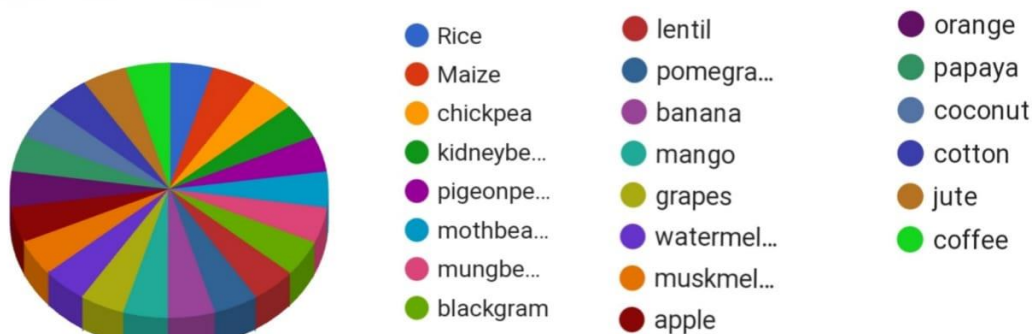 Rice
Maize
chickpea
kidneybe...
pigeonpe...
mothbea...
mungbe...
blackgram
lentil
pomegra...
banana
mango
grapes
watermel...
muskmel...
apple
orange
papaya
coconut
cotton
jute
coffee